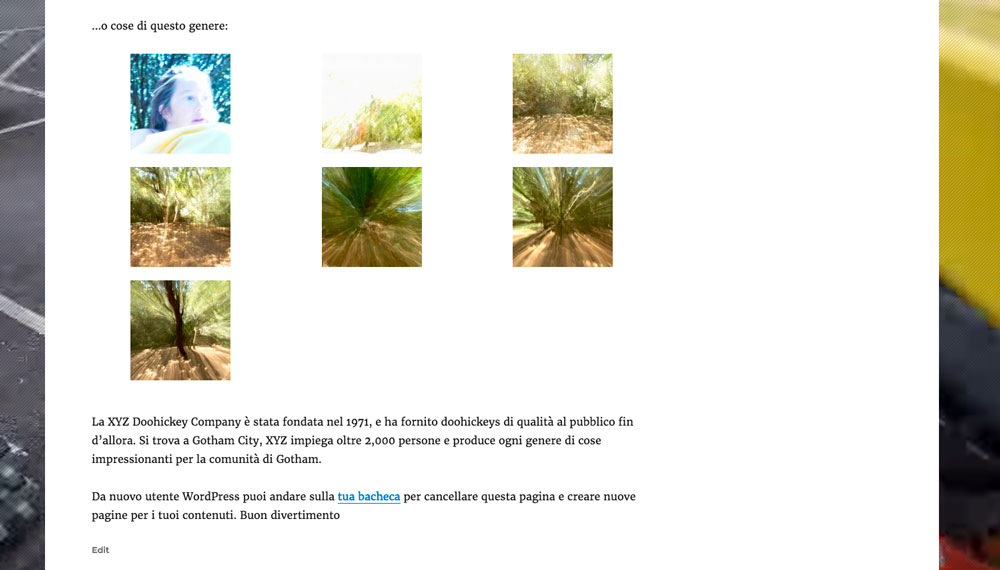 ...o cose di questo genere:
La XYZ Doohickey Company è stata fondata nel 1971, e ha fornito doohickeys di qualità al pubblico fin
d’allora. Si trova a Gotham City, XYZ impiega oltre 2,000 persone e produce ogni genere di cose
impressionanti per la comunità di Gotham.
Da nuovo utente WordPress puoi andare sulla tua bacheca per cancellare questa pagina e creare nuove
pagine per i tuoi contenuti. Buon divertimento
Edit